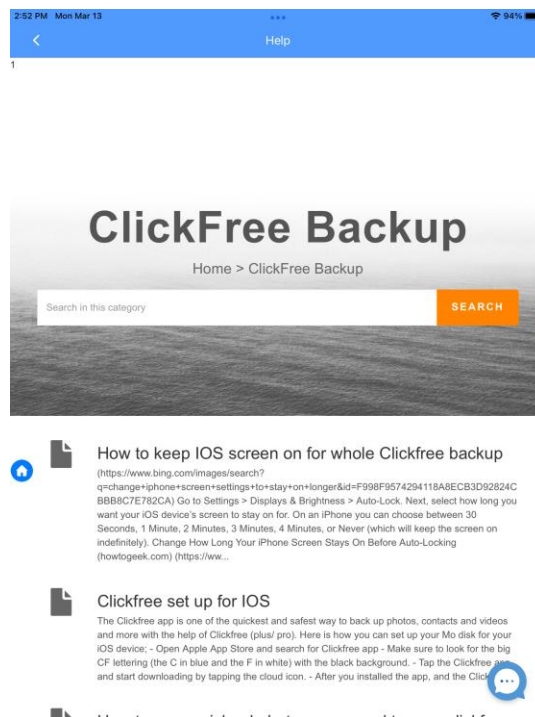 2:52 PM Mon Mar 13
94%
Help
1
ClickFree Backup
Home > ClickFree Backup
Search in this category
SEARCH
How to keep IOS screen on for whole Clickfree backup
(https://www.bing.com/images/search?
q=change+iphone+screen+settings+to+stay+on+longer&id=F998F9574294118A8ECB3D92824C
BBB8C7E782CA) Go to Settings > Displays & Brightness > Auto-Lock. Next, select how long you
want your iOS device's screen to stay on for. On an iPhone you can choose between 30
Seconds, 1 Minute, 2 Minutes, 3 Minutes, 4 Minutes, or Never (which will keep the screen on
indefinitely). Change How Long Your iPhone Screen Stays On Before Auto-Locking
(howtogeek.com) (https://ww...
Clickfree set up for IOS
The Clickfree app is one of the quickest and safest way to back up photos, contacts and videos
and more with the help of Clickfree (plus/ pro). Here is how you can set up your Mo disk for your
iOS device; - Open Apple App Store and search for Clickfree app - Make sure to look for the big
CF lettering (the C in blue and the F in white) with the black background. - Tap the Clickfree
and start downloading by tapping the cloud icon. - After you installed the app, and the